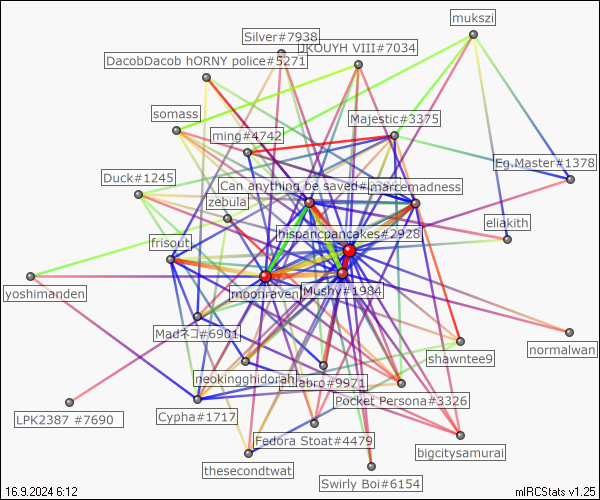 mukszi
Silver#7938
JKOUYH VIII#7034
DacobDacob hORNY police#5271
somass
Majestic#3375
ming#4742
Eg.Master#1378
Duck#1245
Can.anything be saved#
marcemadness
zebula
eliakith
hispancpancakes#2928
frisout
moonraven
Mushy#1984
yoshimanden
Madネコ#6901
normalwan
shawntee9
neokingghidorah
abro#9971
Pocket Persona#3326
LPK2387 #7690
Cypha#1717
Fedora Stoat#4479
bigcitysamurai
thesecondtwat
Swirly Boi#6154
16.9.2024 6:12
mIRCStats v1.25